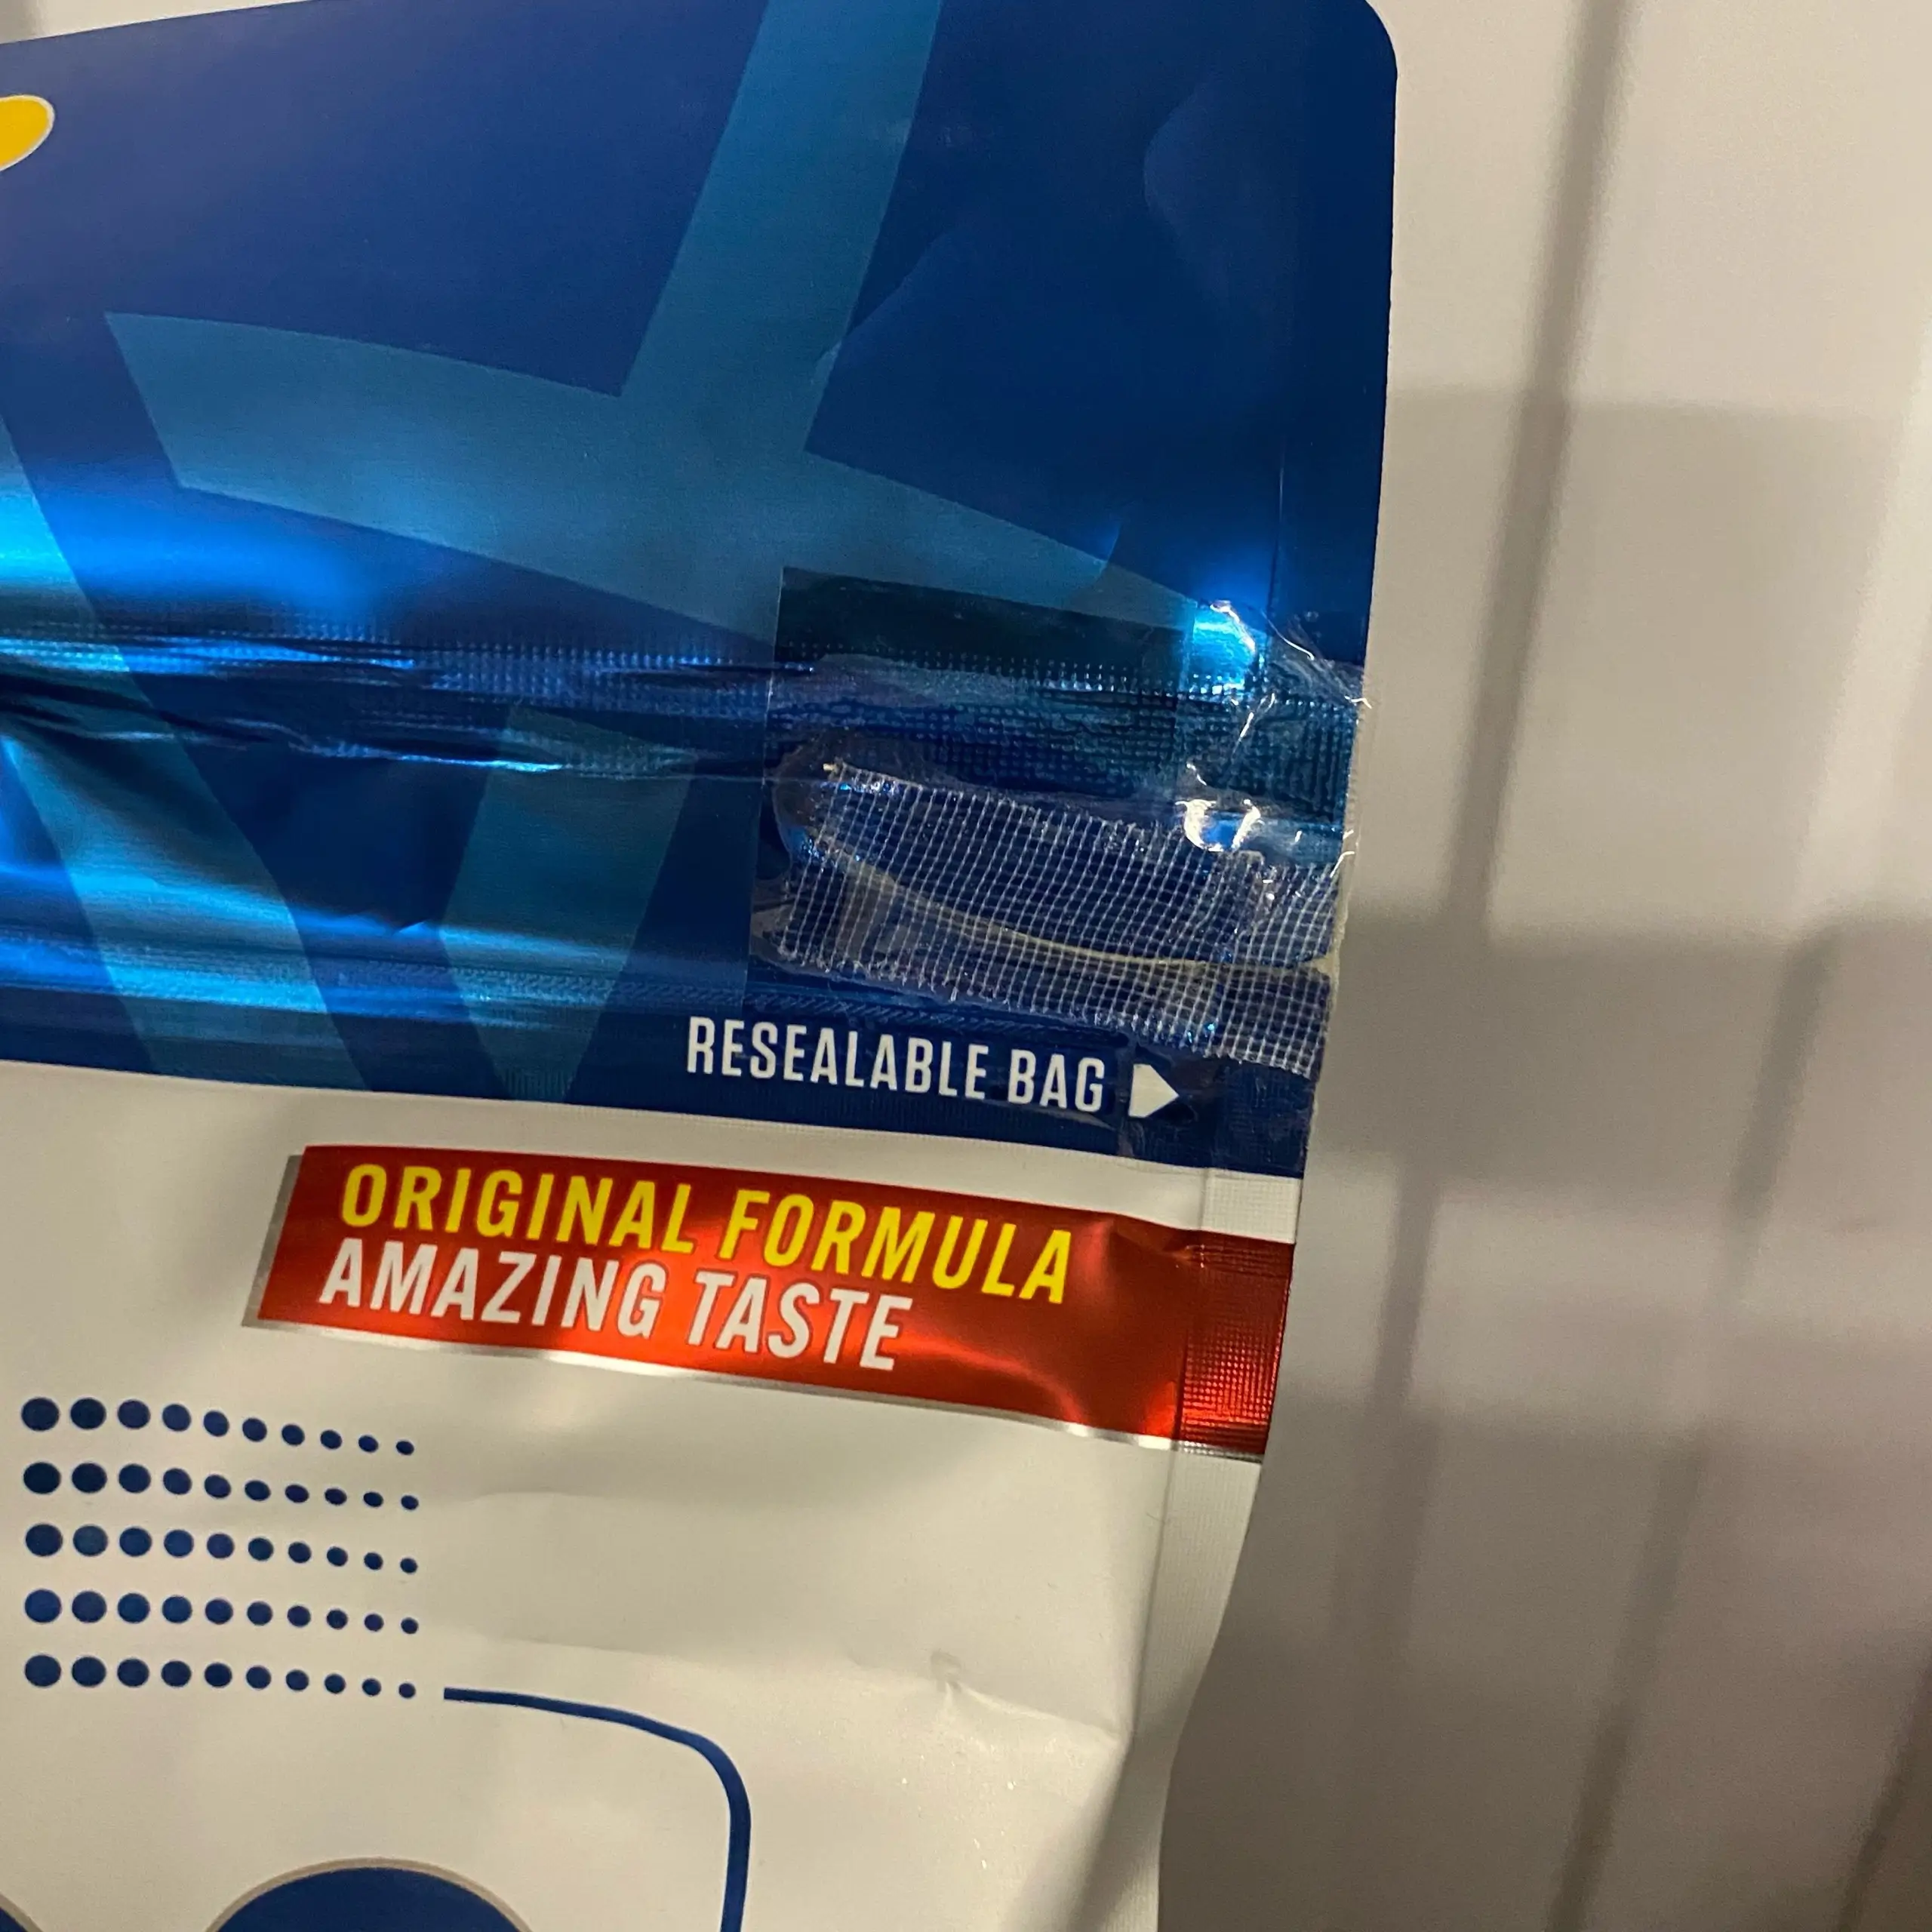 RESEALABLE BAG
ORIGINAL FORMULA
AMAZING TASTE